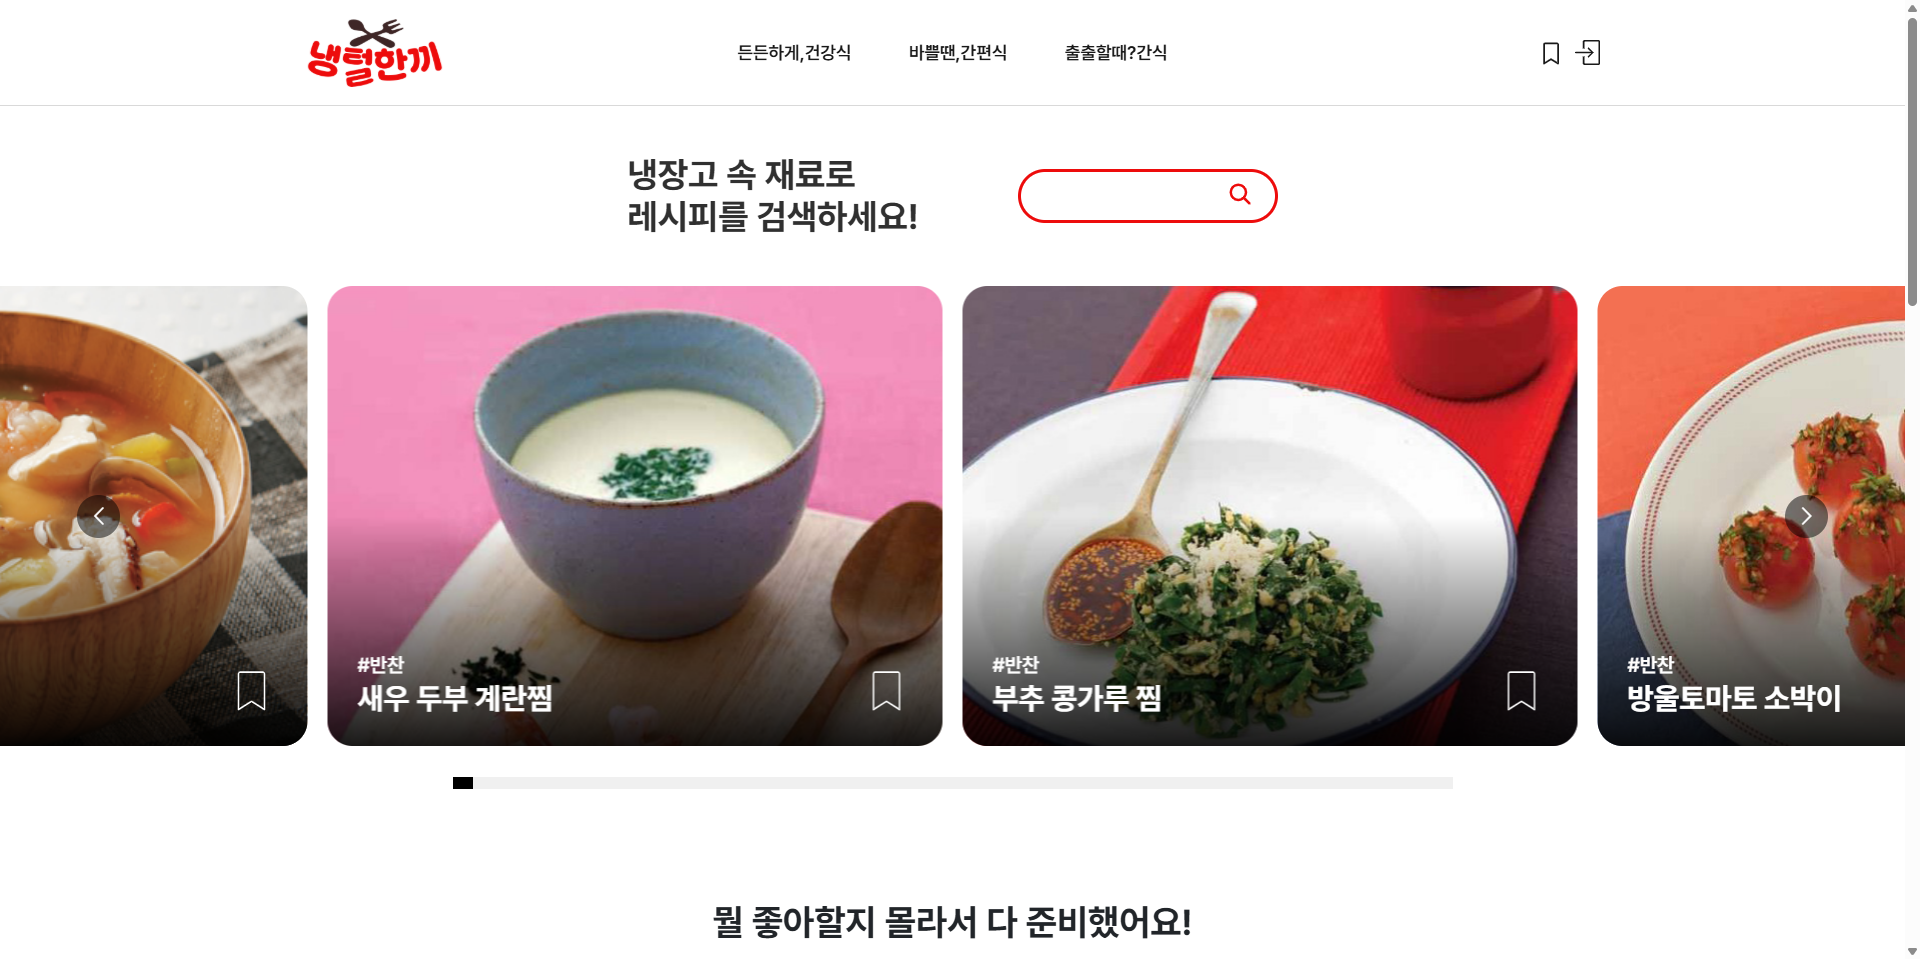 냉털한끼
든든하게,건강식
바쁠땐,간편식
출출할때?간식
냉장고 속 재료로
레시피를 검색하세요!
#반찬
새우 두부 계란찜
#반찬
부추 콩가루 찜
#반찬
방울토마토 소박이
뭘 좋아할지 몰라서 다 준비했어요!